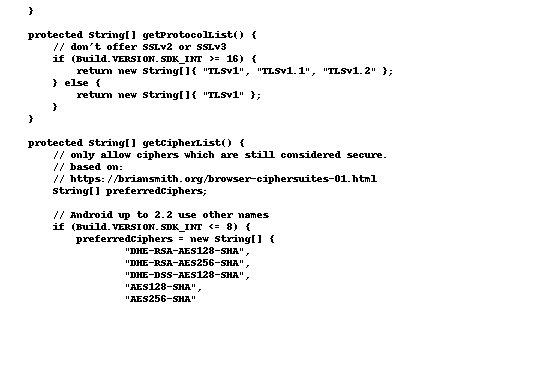 }
protected String[] getProtocolList() {
// don't offer SSLv2 or SSLv3
if (Build.VERSION.SDK_INT >= 16) {
return new String[]{ "TLSv1", "TLSv1.1", "TLSv1.2" };
} else {
return new String[]{ "TLSv1" };
}
}
protected String[] getCipherList() {
// only allow ciphers which are still considered secure.
// based on:
// https://briansmith.org/browser-ciphersuites-01.html
String[] preferredCiphers;
// Android up to 2.2 use other names
if (Build.VERSION.SDK_INT <= 8) {
preferredCiphers = new String[] {
"DHE-RSA-AES128-SHA",
"DHE-RSA-AES256-SHA",
"DHE-DSS-AES128-SHA",
"AES128-SHA",
"AES256-SHA"